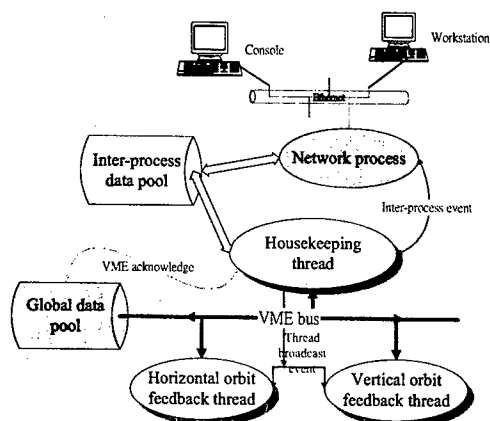 Console
Workstation
Ethernet
Inter-process
data pool
Network process
Inter-process event
Housekeeping
thread
VME acknowledge
Global data
pool
VME bus
Thread
broadcast
event
Horizontal orbit
feedback thread
Vertical orbit
feedback thread